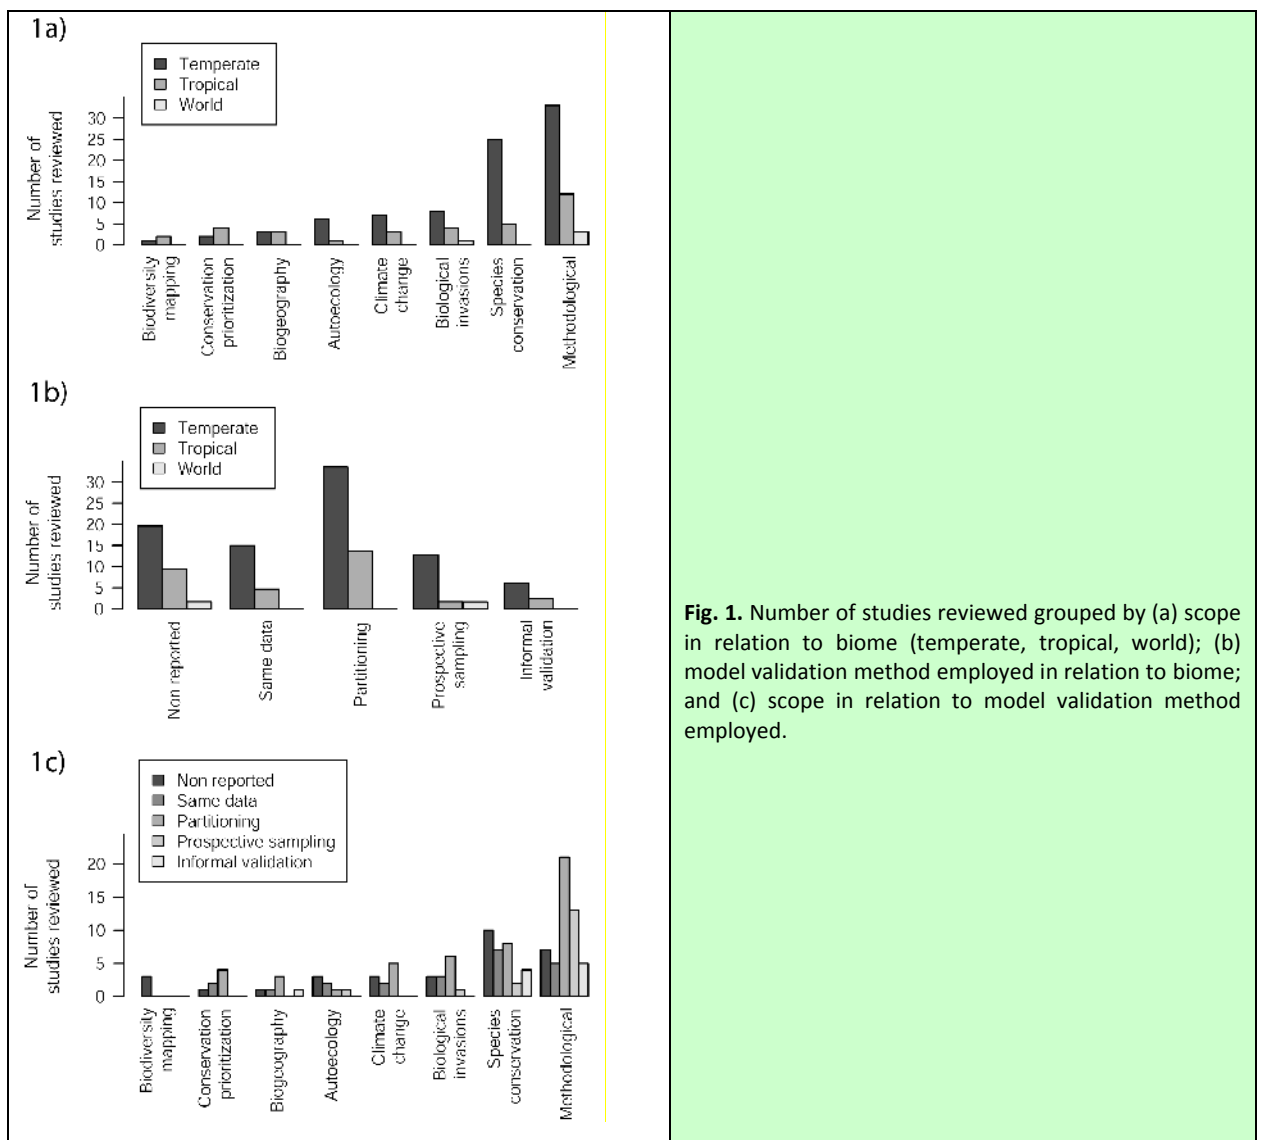 1a)
Temperate
Tropical
World
Number of
studies reviewed
30
25
20
15
10
5
0
Biodiversity
mapping
Conservation
prioritization
Biogeography
Autoecology
Climate
change
Biological
invasions
Species
conservation
Methodological
1b)
Temperate
Tropical
World
Number of
studies reviewed
30
25
20
15
10
5
0
Non reported
Same data
Partitioning
Prospective
sampling
Informal
validation
1c)
Non reported
Same data
Partitioning
Prospective sampling
Informal validation
Number of
studies reviewed
20
15
10
5
0
Biodiversity
mapping
Conservation
prioritization
Biogeography
Autoecology
Climate
change
Biological
invasions
Species
conservation
Methodological
Fig. 1. Number of studies reviewed grouped by (a) scope
in relation to biome (temperate, tropical, world); (b)
model validation method employed in relation to biome;
and (c) scope in relation to model validation method
employed.